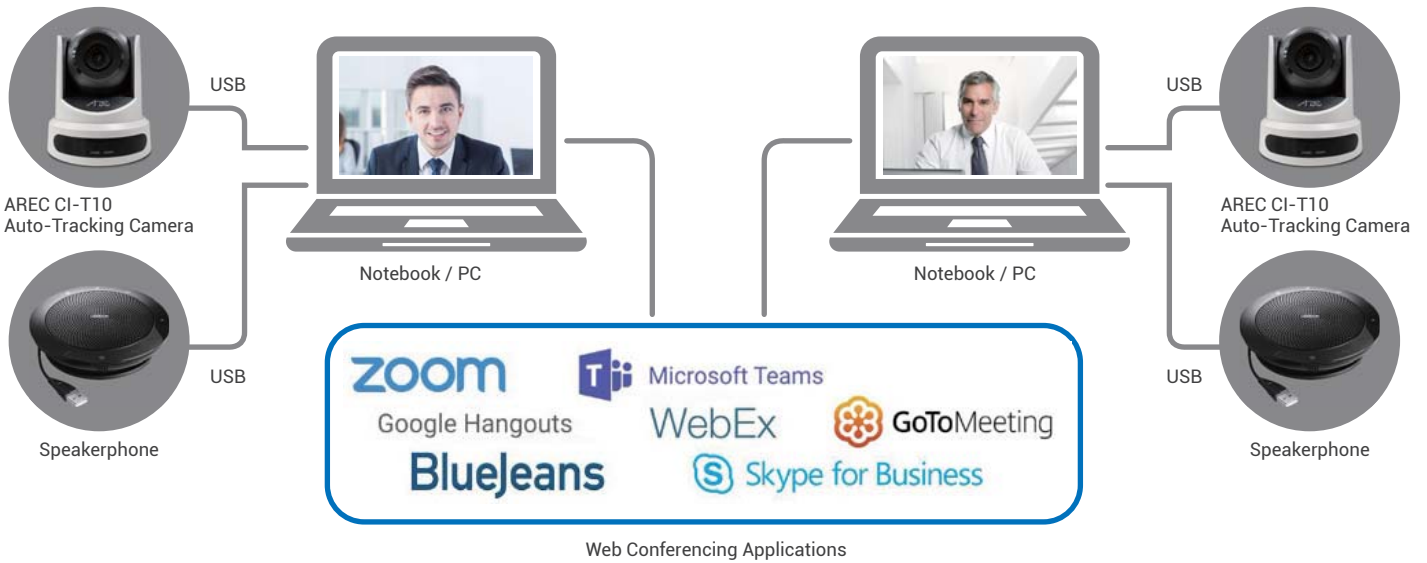 USB
USB
AREC CI-T10
Auto-Tracking Camera
AREC CI-T10
Auto-Tracking Camera
Notebook / PC
Notebook / PC
USB
USB
Speakerphone
Speakerphone
zoom
Microsoft Teams
Google Hangouts
WebEx
GoToMeeting
BlueJeans
Skype for Business
Web Conferencing Applications